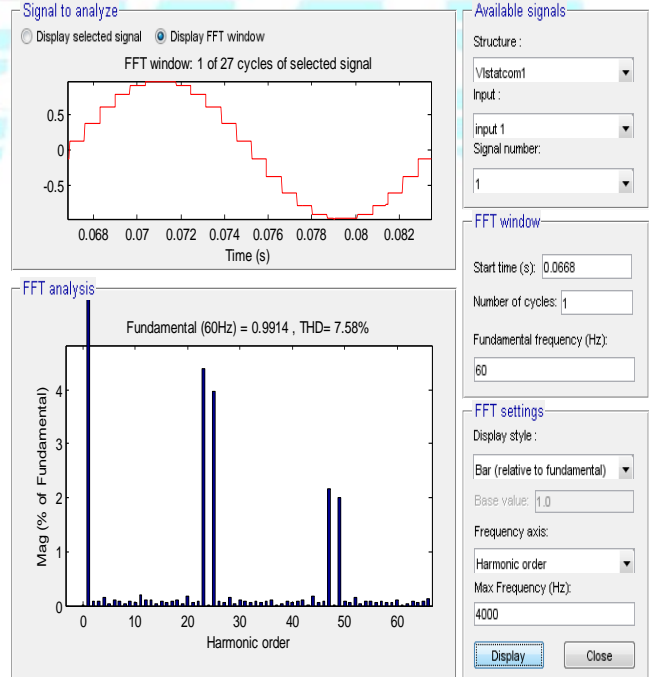 Signal to analyze
Display selected signal Display FFT window
FFT window: 1 of 27 cycles of selected signal
0.5
0
-0.5
0.068 0.07 0.072 0.074 0.076 0.078 0.08 0.082
Time (s)
FFT analysis
Fundamental (60Hz) = 0.9914 , THD= 7.58%
Mag (% of Fundamental)
4
3
2
1
0
0 10 20 30 40 50 60
Harmonic order
Available signals
Structure :
VIstatcom1
Input :
input 1
Signal number:
1
FFT window
Start time (s): 0.0668
Number of cycles: 1
Fundamental frequency (Hz):
60
FFT settings
Display style :
Bar (relative to fundamental)
Base value: 1.0
Frequency axis:
Harmonic order
Max Frequency (Hz):
4000
Display Close